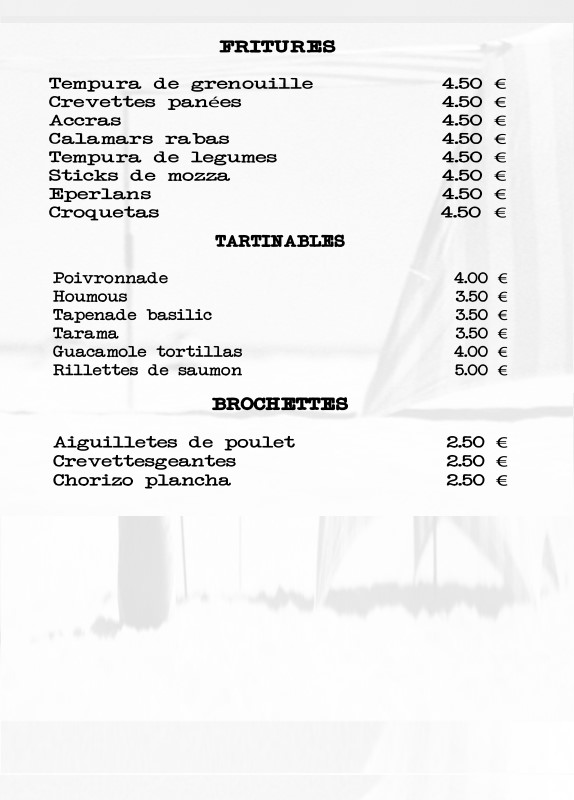 FRITURES
Tempura de grenouille 4.50 €
Crevettes panées 4.50 €
Accras 4.50 €
Calamars rabas 4.50 €
Tempura de legumes 4.50 €
Sticks de mozza 4.50 €
Eperlans 4.50 €
Croquetas 4.50 €
TARTINABLES
Poivronnade 4.00 €
Houmous 3.50 €
Tapenade basilic 3.50 €
Tarama 3.50 €
Guacamole tortillas 4.00 €
Rillettes de saumon 5.00 €
BROCHETTES
Aiguilletes de poulet 2.50 €
Crevettesgeantes 2.50 €
Chorizo plancha 2.50 €